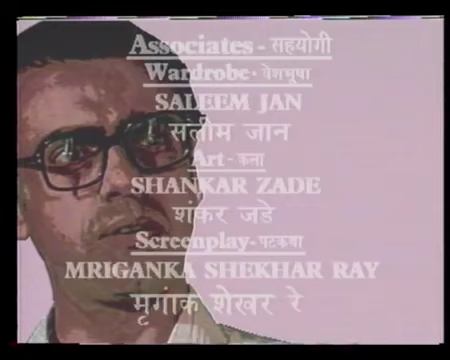 Associates - सहयोगी
Wardrobe - वेशभूषा
SALEEM JAN
सलीम जान
Art - कला
SHANKAR ZADE
शंकर जडे
Screenplay - पटकथा
MRIGANKA SHEKHAR RAY
मृगांक शेखर रे